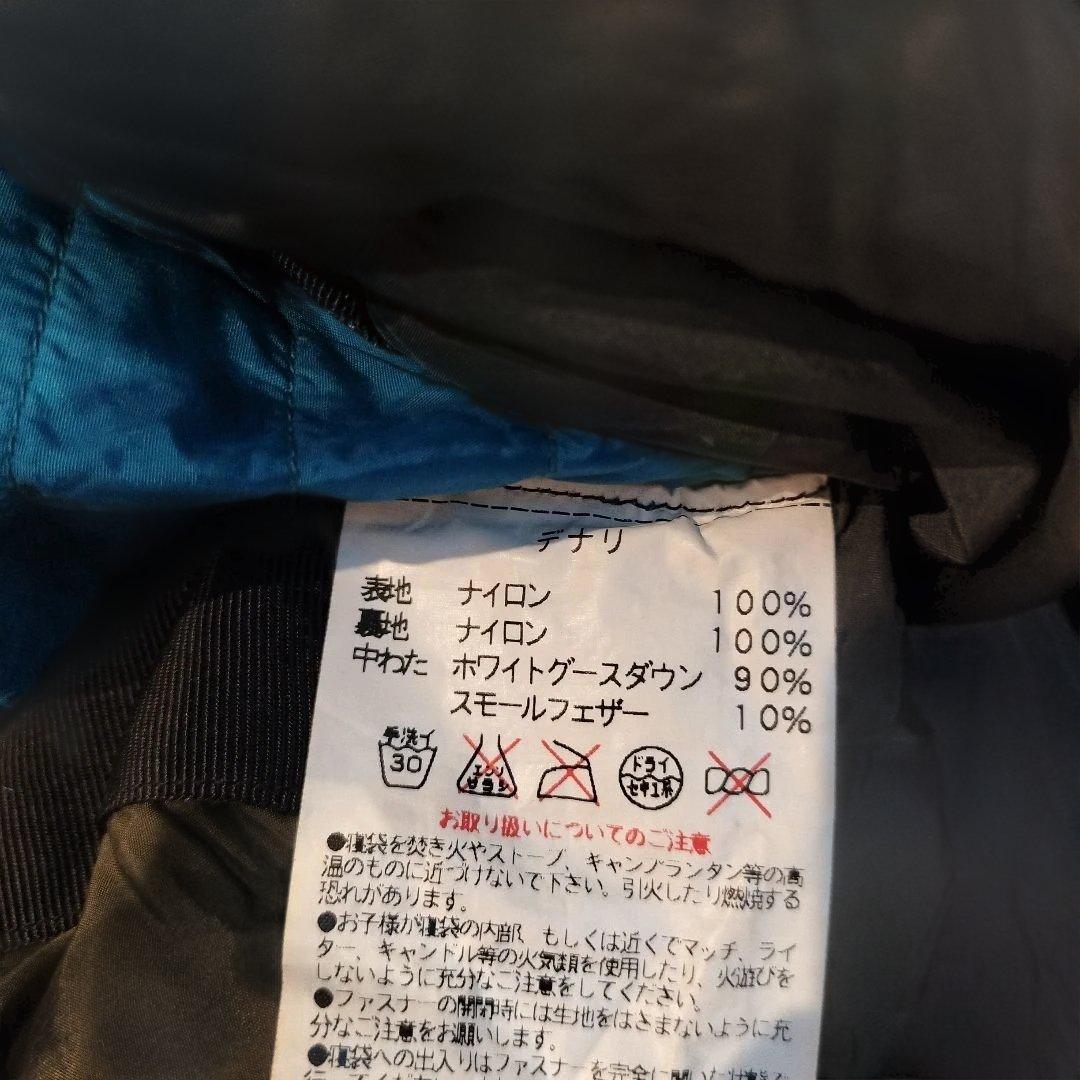 デナリ
表地 ナイロン 100%
裏地 ナイロン 100%
中わた ホワイトグースダウン 90%
スモールフェザー 10%
手洗イ 30 エンソ サラシ ドライ セキユ系
お取り扱いについてのご注意
●寝袋を焚き火やストーブ、キャンプランタン等の高
温のものに近づけないで下さい。引火したり燃焼する
恐れがあります。
●お子様が寝袋の内部、もしくは近くでマッチ、ライ
ター、キャンドル等の火気類を使用したり、火遊びを
しないように充分なご注意をしてください。
●ファスナーの開閉時には生地をはさまないように充
分なご注意をお願いします。
●寝袋への出入りはファスナーを完全に開いた状態で